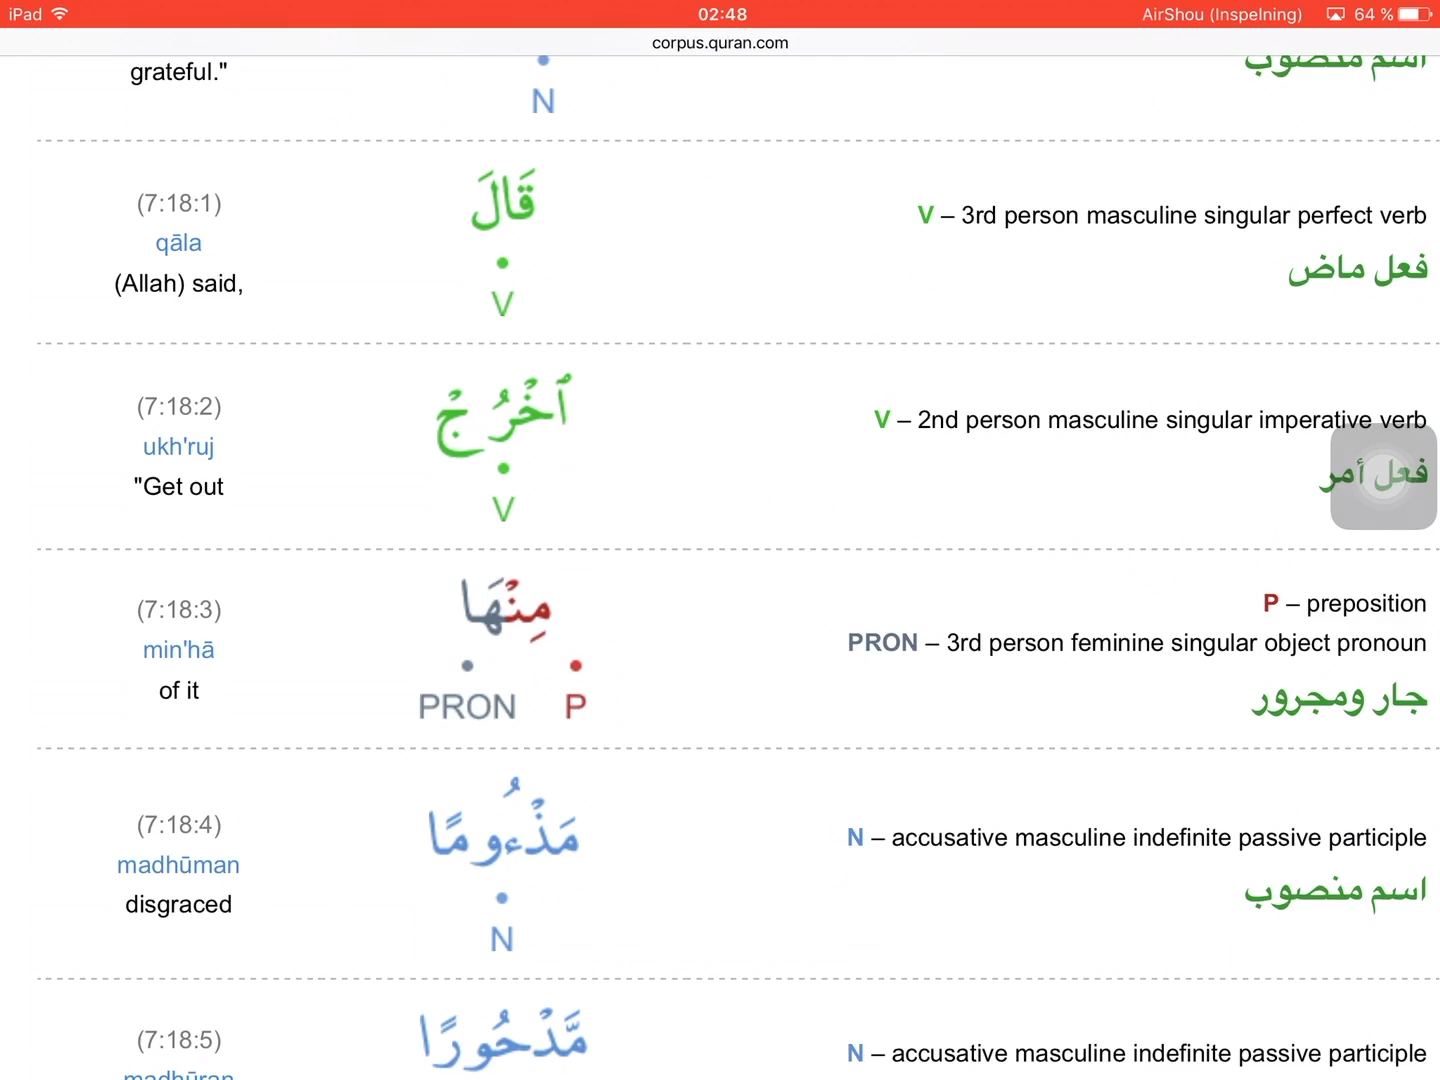 iPad 02:48 AirShou (Inspelning) 64 %
corpus.quran.com
grateful."
N
اسم منصوب
(7:18:1)
qāla
(Allah) said,
قَالَ
V
V – 3rd person masculine singular perfect verb
فعل ماض
(7:18:2)
ukh'ruj
"Get out
ٱخْرُجْ
V
V – 2nd person masculine singular imperative verb
فعل أمر
(7:18:3)
min'hā
of it
مِنْهَا
PRON P
P – preposition
PRON – 3rd person feminine singular object pronoun
جار ومجرور
(7:18:4)
madhūman
disgraced
مَذْءُومًا
N
N – accusative masculine indefinite passive participle
اسم منصوب
(7:18:5)
madḥūran
مَّدْحُورًا
N – accusative masculine indefinite passive participle